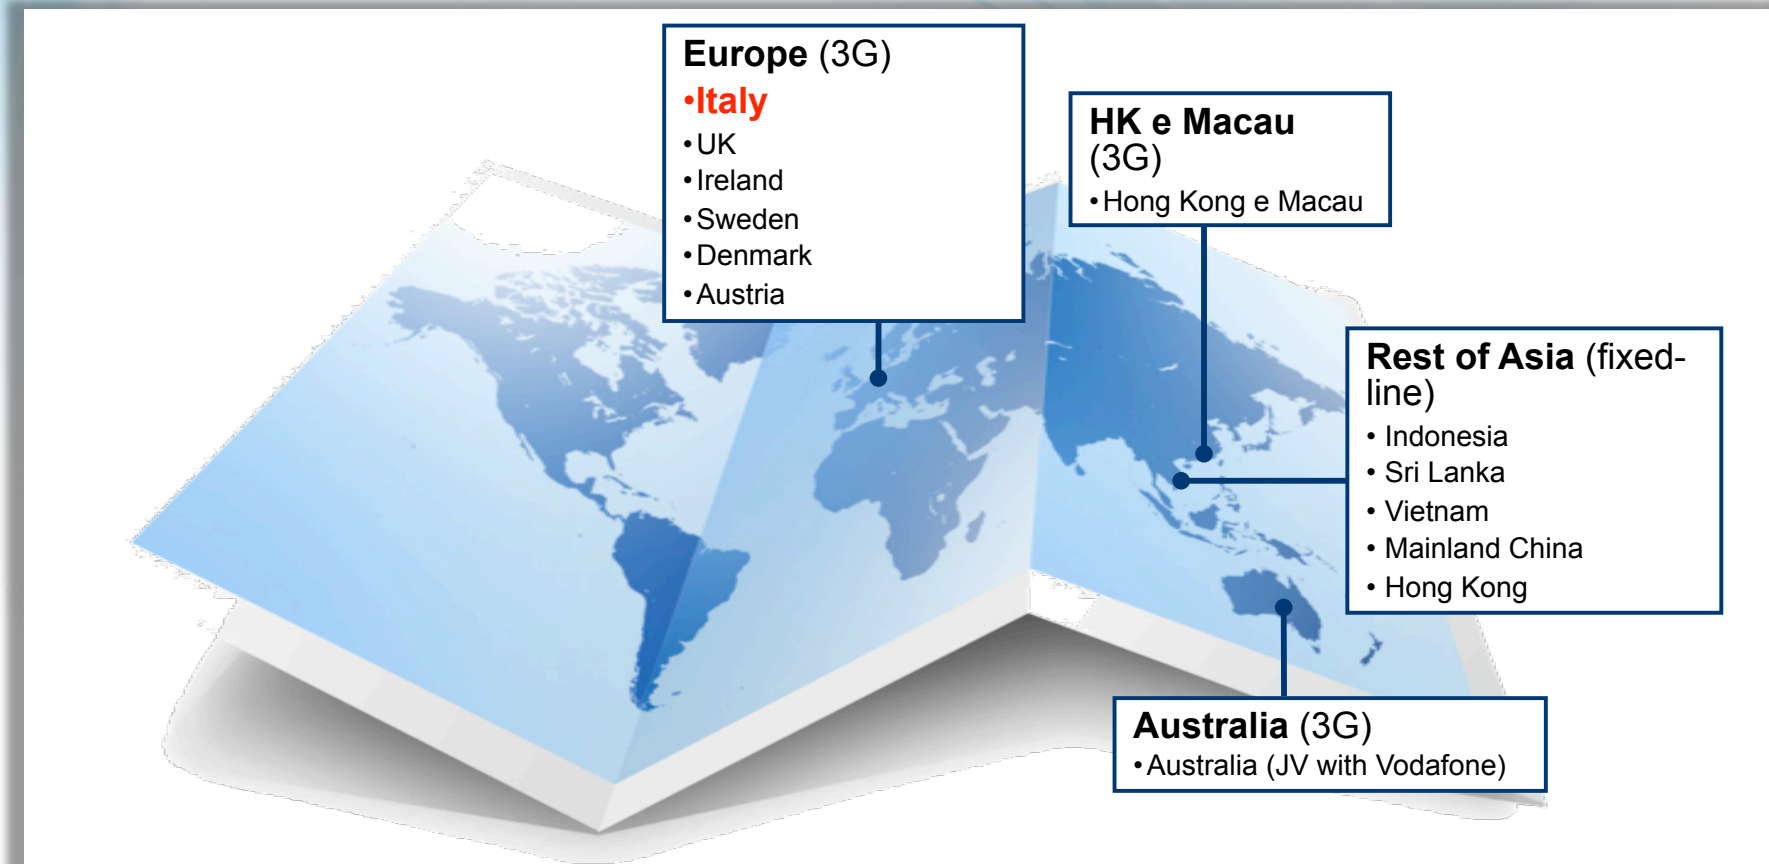 Europe (3G)
•Italy
•UK
•Ireland
•Sweden
•Denmark
•Austria
HK e Macau
(3G)
•Hong Kong e Macau
Rest of Asia (fixed-
line)
• Indonesia
• Sri Lanka
• Vietnam
• Mainland China
• Hong Kong
Australia (3G)
•Australia (JV with Vodafone)